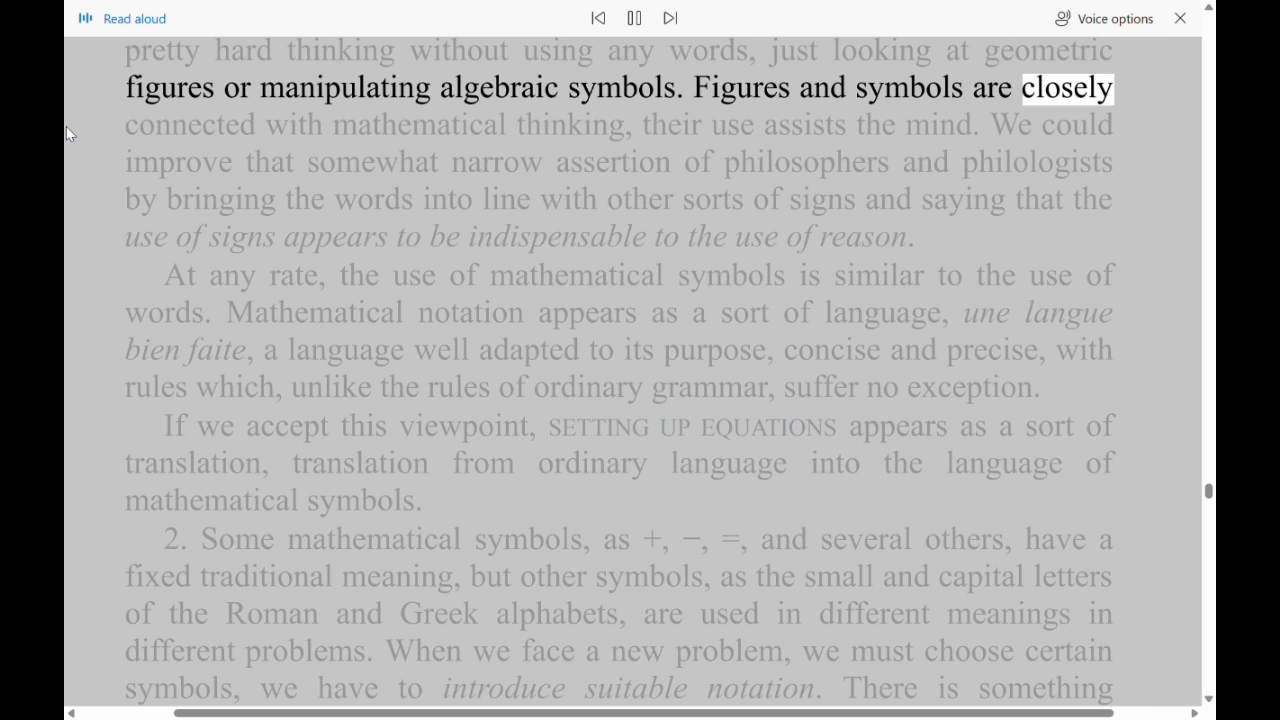 Read aloud
Voice options
pretty hard thinking without using any words, just looking at geometric
figures or manipulating algebraic symbols. Figures and symbols are closely
connected with mathematical thinking, their use assists the mind. We could
improve that somewhat narrow assertion of philosophers and philologists
by bringing the words into line with other sorts of signs and saying that the
use of signs appears to be indispensable to the use of reason.
At any rate, the use of mathematical symbols is similar to the use of
words. Mathematical notation appears as a sort of language, une langue
bien faite, a language well adapted to its purpose, concise and precise, with
rules which, unlike the rules of ordinary grammar, suffer no exception.
If we accept this viewpoint, SETTING UP EQUATIONS appears as a sort of
translation, translation from ordinary language into the language of
mathematical symbols.
2. Some mathematical symbols, as +, −, =, and several others, have a
fixed traditional meaning, but other symbols, as the small and capital letters
of the Roman and Greek alphabets, are used in different meanings in
different problems. When we face a new problem, we must choose certain
symbols, we have to introduce suitable notation. There is something